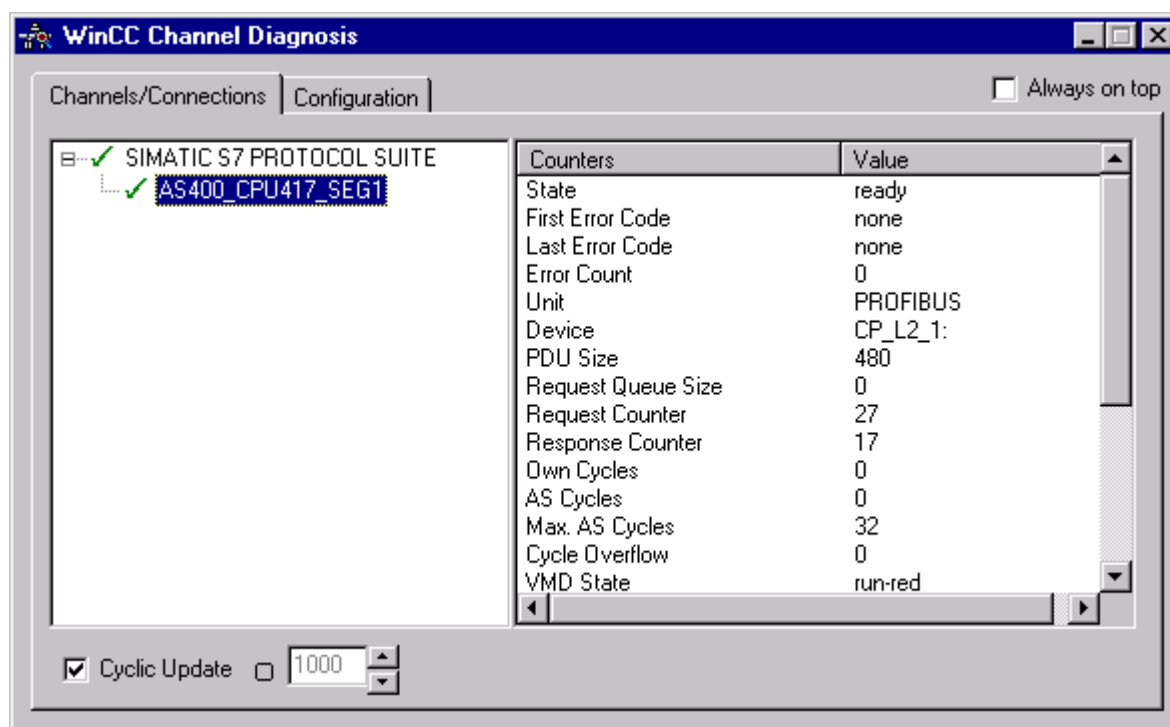 WinCC Channel Diagnosis
Channels/Connections Configuration Always on top
SIMATIC S7 PROTOCOL SUITE
AS400_CPU417_SEG1
Counters Value
State ready
First Error Code none
Last Error Code none
Error Count 0
Unit PROFIBUS
Device CP_L2_1:
PDU Size 480
Request Queue Size 0
Request Counter 27
Response Counter 17
Own Cycles 0
AS Cycles 0
Max. AS Cycles 32
Cycle Overflow 0
VMD State run-red
Cyclic Update 1000